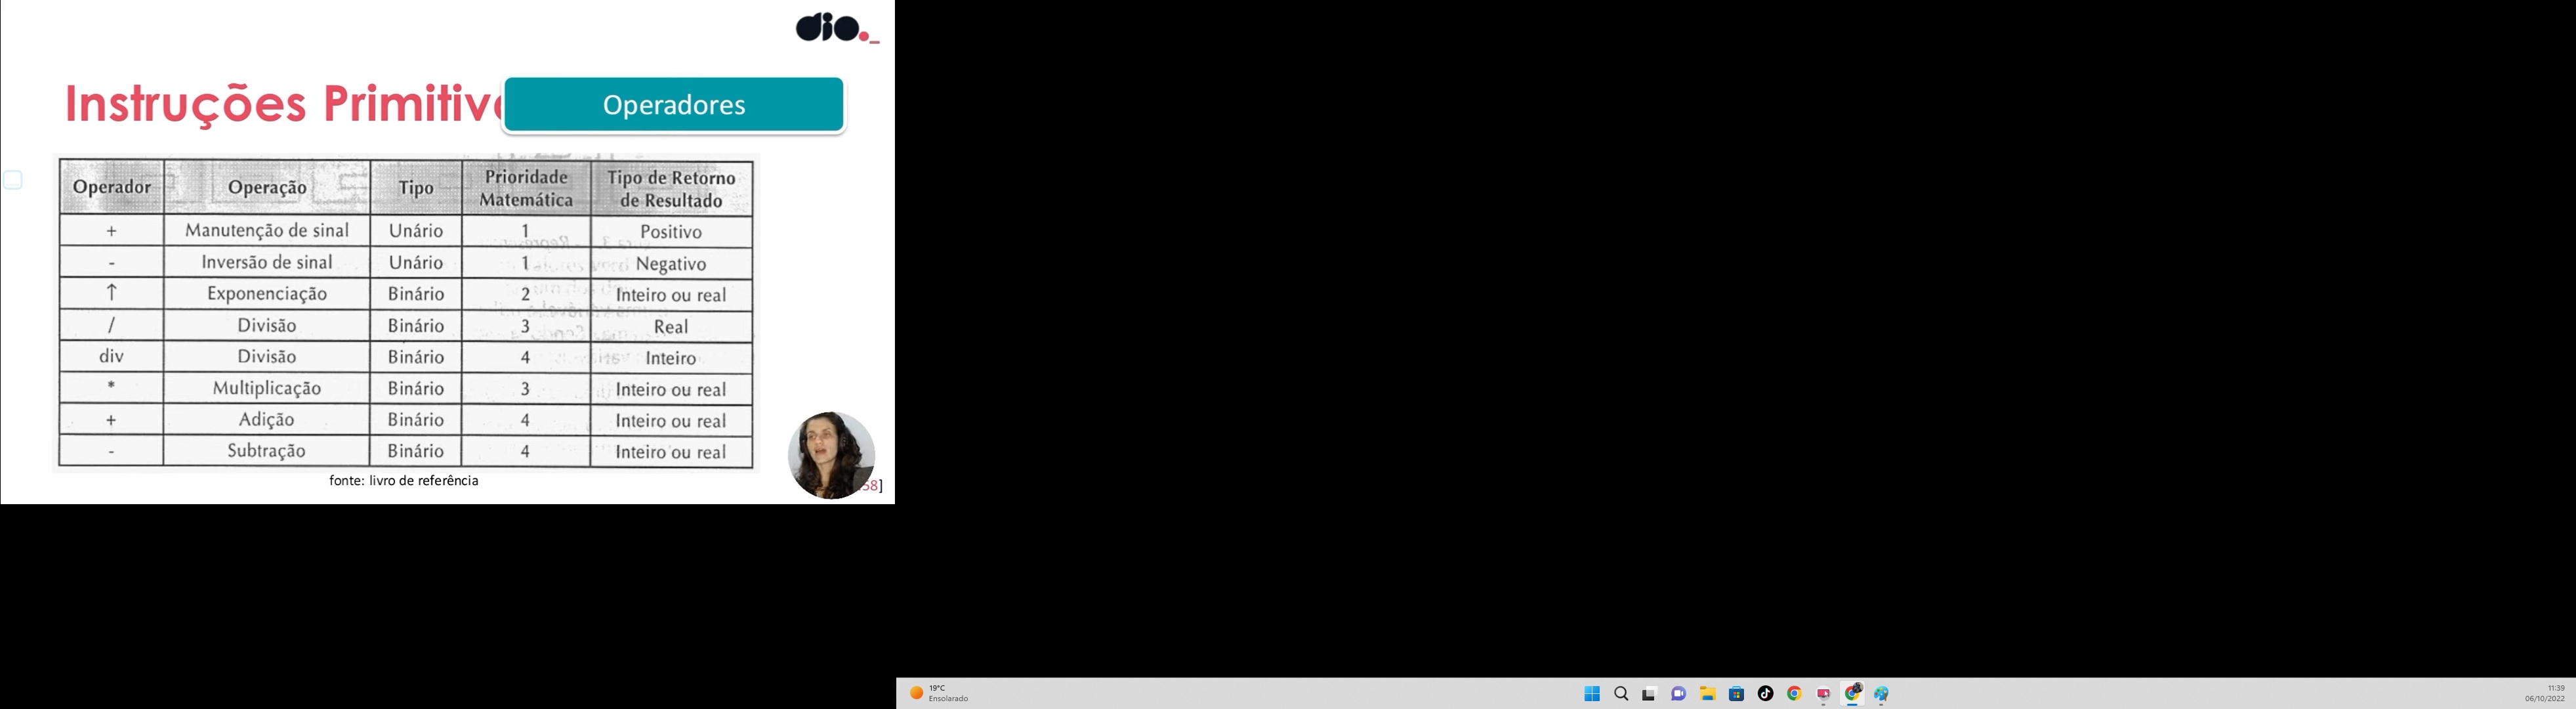 dio._
Instruções Primitiv
Operadores
Operador Operação Tipo Prioridade Matemática Tipo de Retorno de Resultado
+ Manutenção de sinal Unário 1 Positivo
- Inversão de sinal Unário 1 Negativo
↑ Exponenciação Binário 2 Inteiro ou real
/ Divisão Binário 3 Real
div Divisão Binário 4 Inteiro
* Multiplicação Binário 3 Inteiro ou real
+ Adição Binário 4 Inteiro ou real
- Subtração Binário 4 Inteiro ou real
fonte: livro de referência
58]
19°C
Ensolarado
11:39
06/10/2022